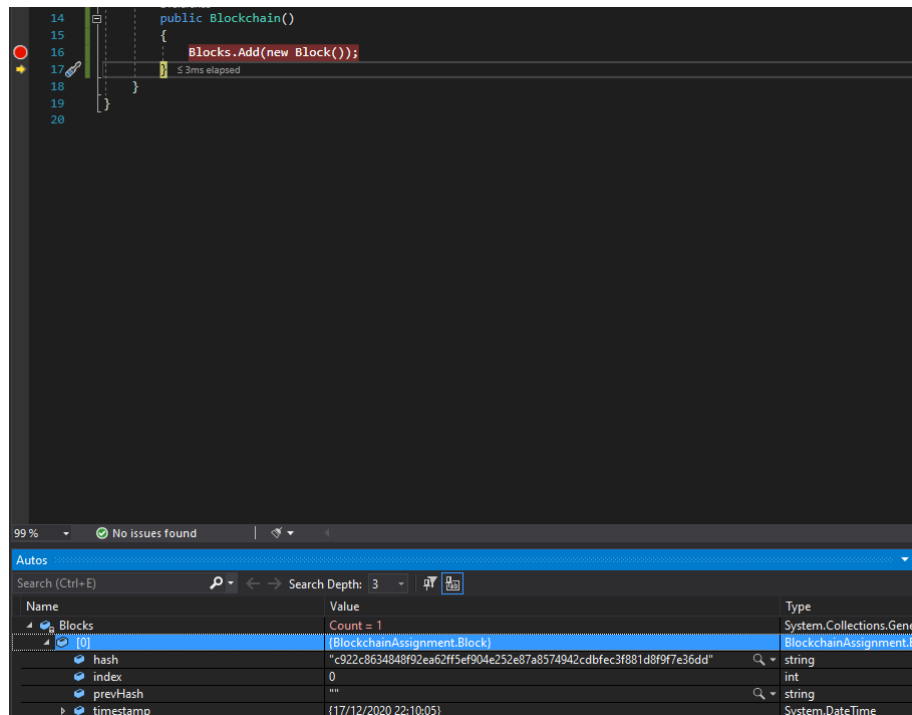 14 public Blockchain()
15 {
16 Blocks.Add(new Block());
17 } ≤ 3ms elapsed
18 }
19 }
20
99 % No issues found
Autos
Search (Ctrl+E) Search Depth: 3
Name Value Type
Blocks Count = 1 System.Collections.Gene
[0] {BlockchainAssignment.Block} BlockchainAssignment.B
hash "c922c8634848f92ea62ff5ef904e252e87a8574942cdbfec3f881d8f9f7e36dd" string
index 0 int
prevHash "" string
timestamp {17/12/2020 22:10:05} System.DateTime